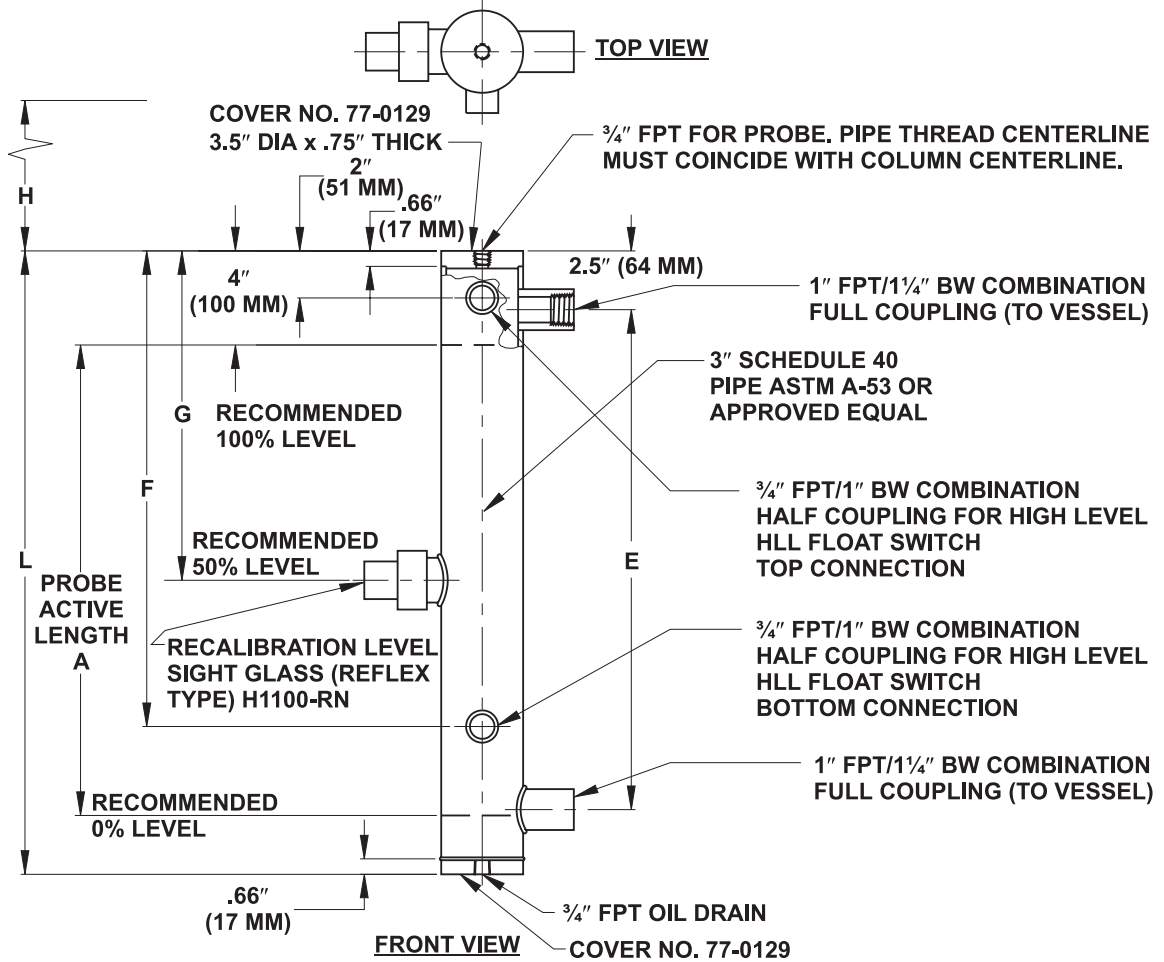 TOP VIEW
COVER NO. 77-0129
3.5″ DIA x .75″ THICK
2″
(51 MM)
.66″
(17 MM)
¾″ FPT FOR PROBE. PIPE THREAD CENTERLINE
MUST COINCIDE WITH COLUMN CENTERLINE.
H
4″
(100 MM)
2.5″ (64 MM)
1″ FPT/1¼″ BW COMBINATION
FULL COUPLING (TO VESSEL)
3″ SCHEDULE 40
PIPE ASTM A-53 OR
APPROVED EQUAL
G
RECOMMENDED
100% LEVEL
F
¾″ FPT/1″ BW COMBINATION
HALF COUPLING FOR HIGH LEVEL
HLL FLOAT SWITCH
TOP CONNECTION
RECOMMENDED
50% LEVEL
L
E
PROBE
ACTIVE
LENGTH
A
RECALIBRATION LEVEL
SIGHT GLASS (REFLEX
TYPE) H1100-RN
¾″ FPT/1″ BW COMBINATION
HALF COUPLING FOR HIGH LEVEL
HLL FLOAT SWITCH
BOTTOM CONNECTION
1″ FPT/1¼″ BW COMBINATION
FULL COUPLING (TO VESSEL)
RECOMMENDED
0% LEVEL
.66″
(17 MM)
¾″ FPT OIL DRAIN
FRONT VIEW
COVER NO. 77-0129